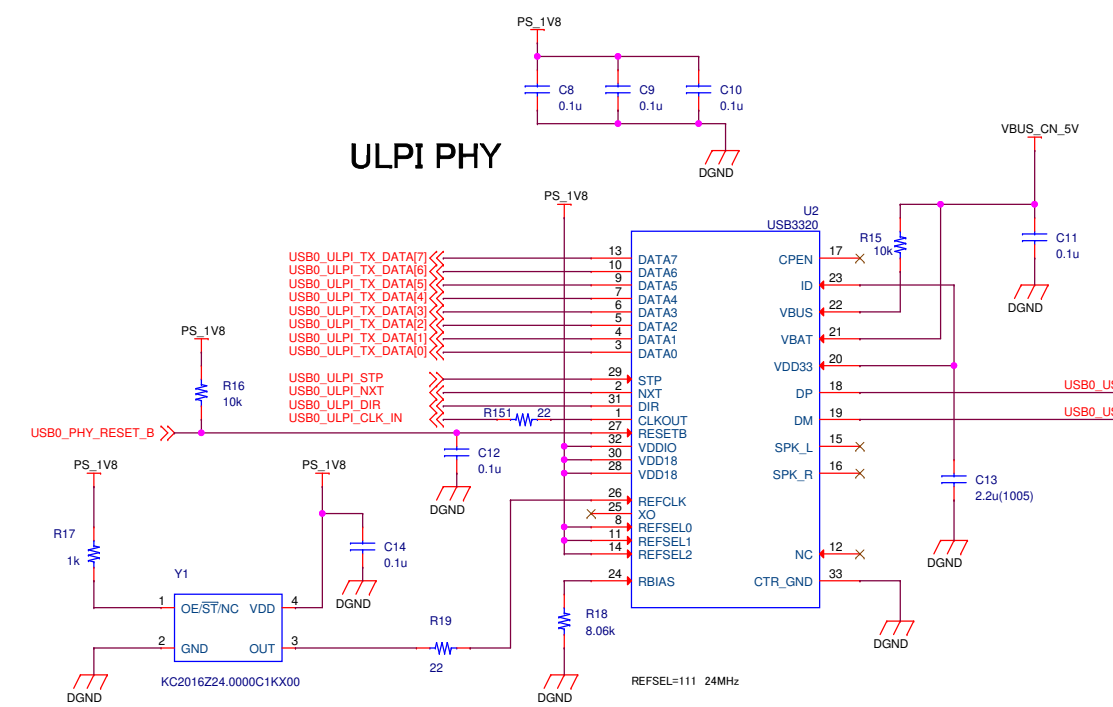 PS_1V8
C8
0.1u
C9
0.1u
C10
0.1u
DGND
ULPI PHY
VBUS_CN_5V
C11
0.1u
DGND
PS_1V8
U2
USB3320
R15
10k
USB0_ULPI_TX_DATA[7]
USB0_ULPI_TX_DATA[6]
USB0_ULPI_TX_DATA[5]
USB0_ULPI_TX_DATA[4]
USB0_ULPI_TX_DATA[3]
USB0_ULPI_TX_DATA[2]
USB0_ULPI_TX_DATA[1]
USB0_ULPI_TX_DATA[0]
USB0_ULPI_STP
USB0_ULPI_NXT
USB0_ULPI_DIR
USB0_ULPI_CLK_IN
R151 22
PS_1V8
R16
10k
USB0_PHY_RESET_B
C12
0.1u
DGND
13 DATA7
10 DATA6
9 DATA5
7 DATA4
6 DATA3
5 DATA2
4 DATA1
3 DATA0
29 STP
2 NXT
31 DIR
1 CLKOUT
27 RESETB
32 VDDIO
30 VDD18
28 VDD18
26 REFCLK
25 XO
8 REFSEL0
11 REFSEL1
14 REFSEL2
24 RBIAS
CPEN 17
ID 23
VBUS 22
VBAT 21
VDD33 20
DP 18
DM 19
SPK_L 15
SPK_R 16
NC 12
CTR_GND 33
USB0_US
USB0_US
C13
2.2u(1005)
DGND
DGND
PS_1V8
R17
1k
PS_1V8
C14
0.1u
DGND
Y1
1 OE/ST/NC VDD 4
2 GND OUT 3
KC2016Z24.0000C1KX00
DGND
R19
22
R18
8.06k
DGND
REFSEL=111 24MHz